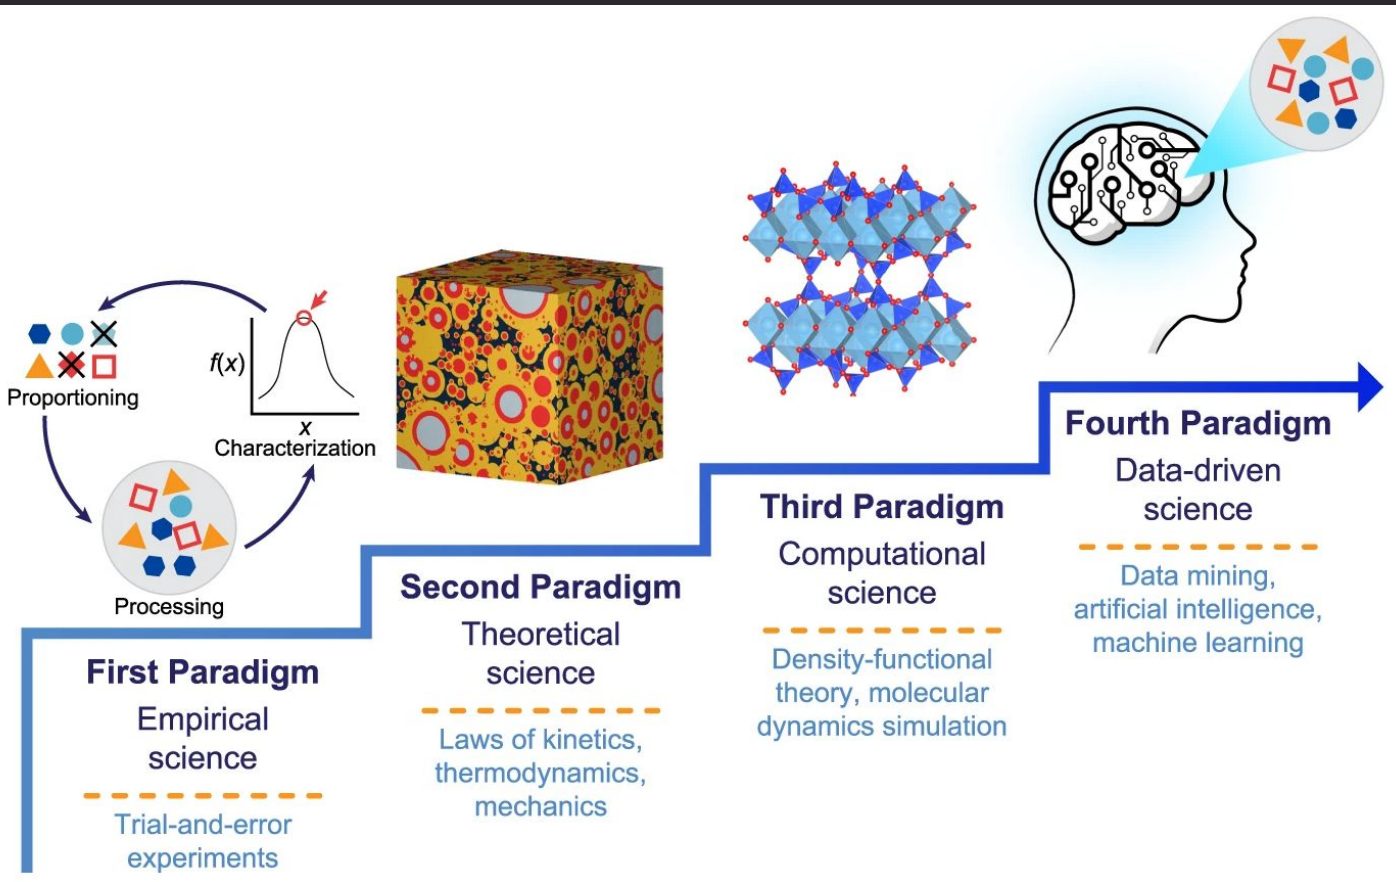 Proportioning
f(x)
x
Characterization
Processing
First Paradigm
Empirical
science
Trial-and-error
experiments
Second Paradigm
Theoretical
science
Laws of kinetics,
thermodynamics,
mechanics
Third Paradigm
Computational
science
Density-functional
theory, molecular
dynamics simulation
Fourth Paradigm
Data-driven
science
Data mining,
artificial intelligence,
machine learning